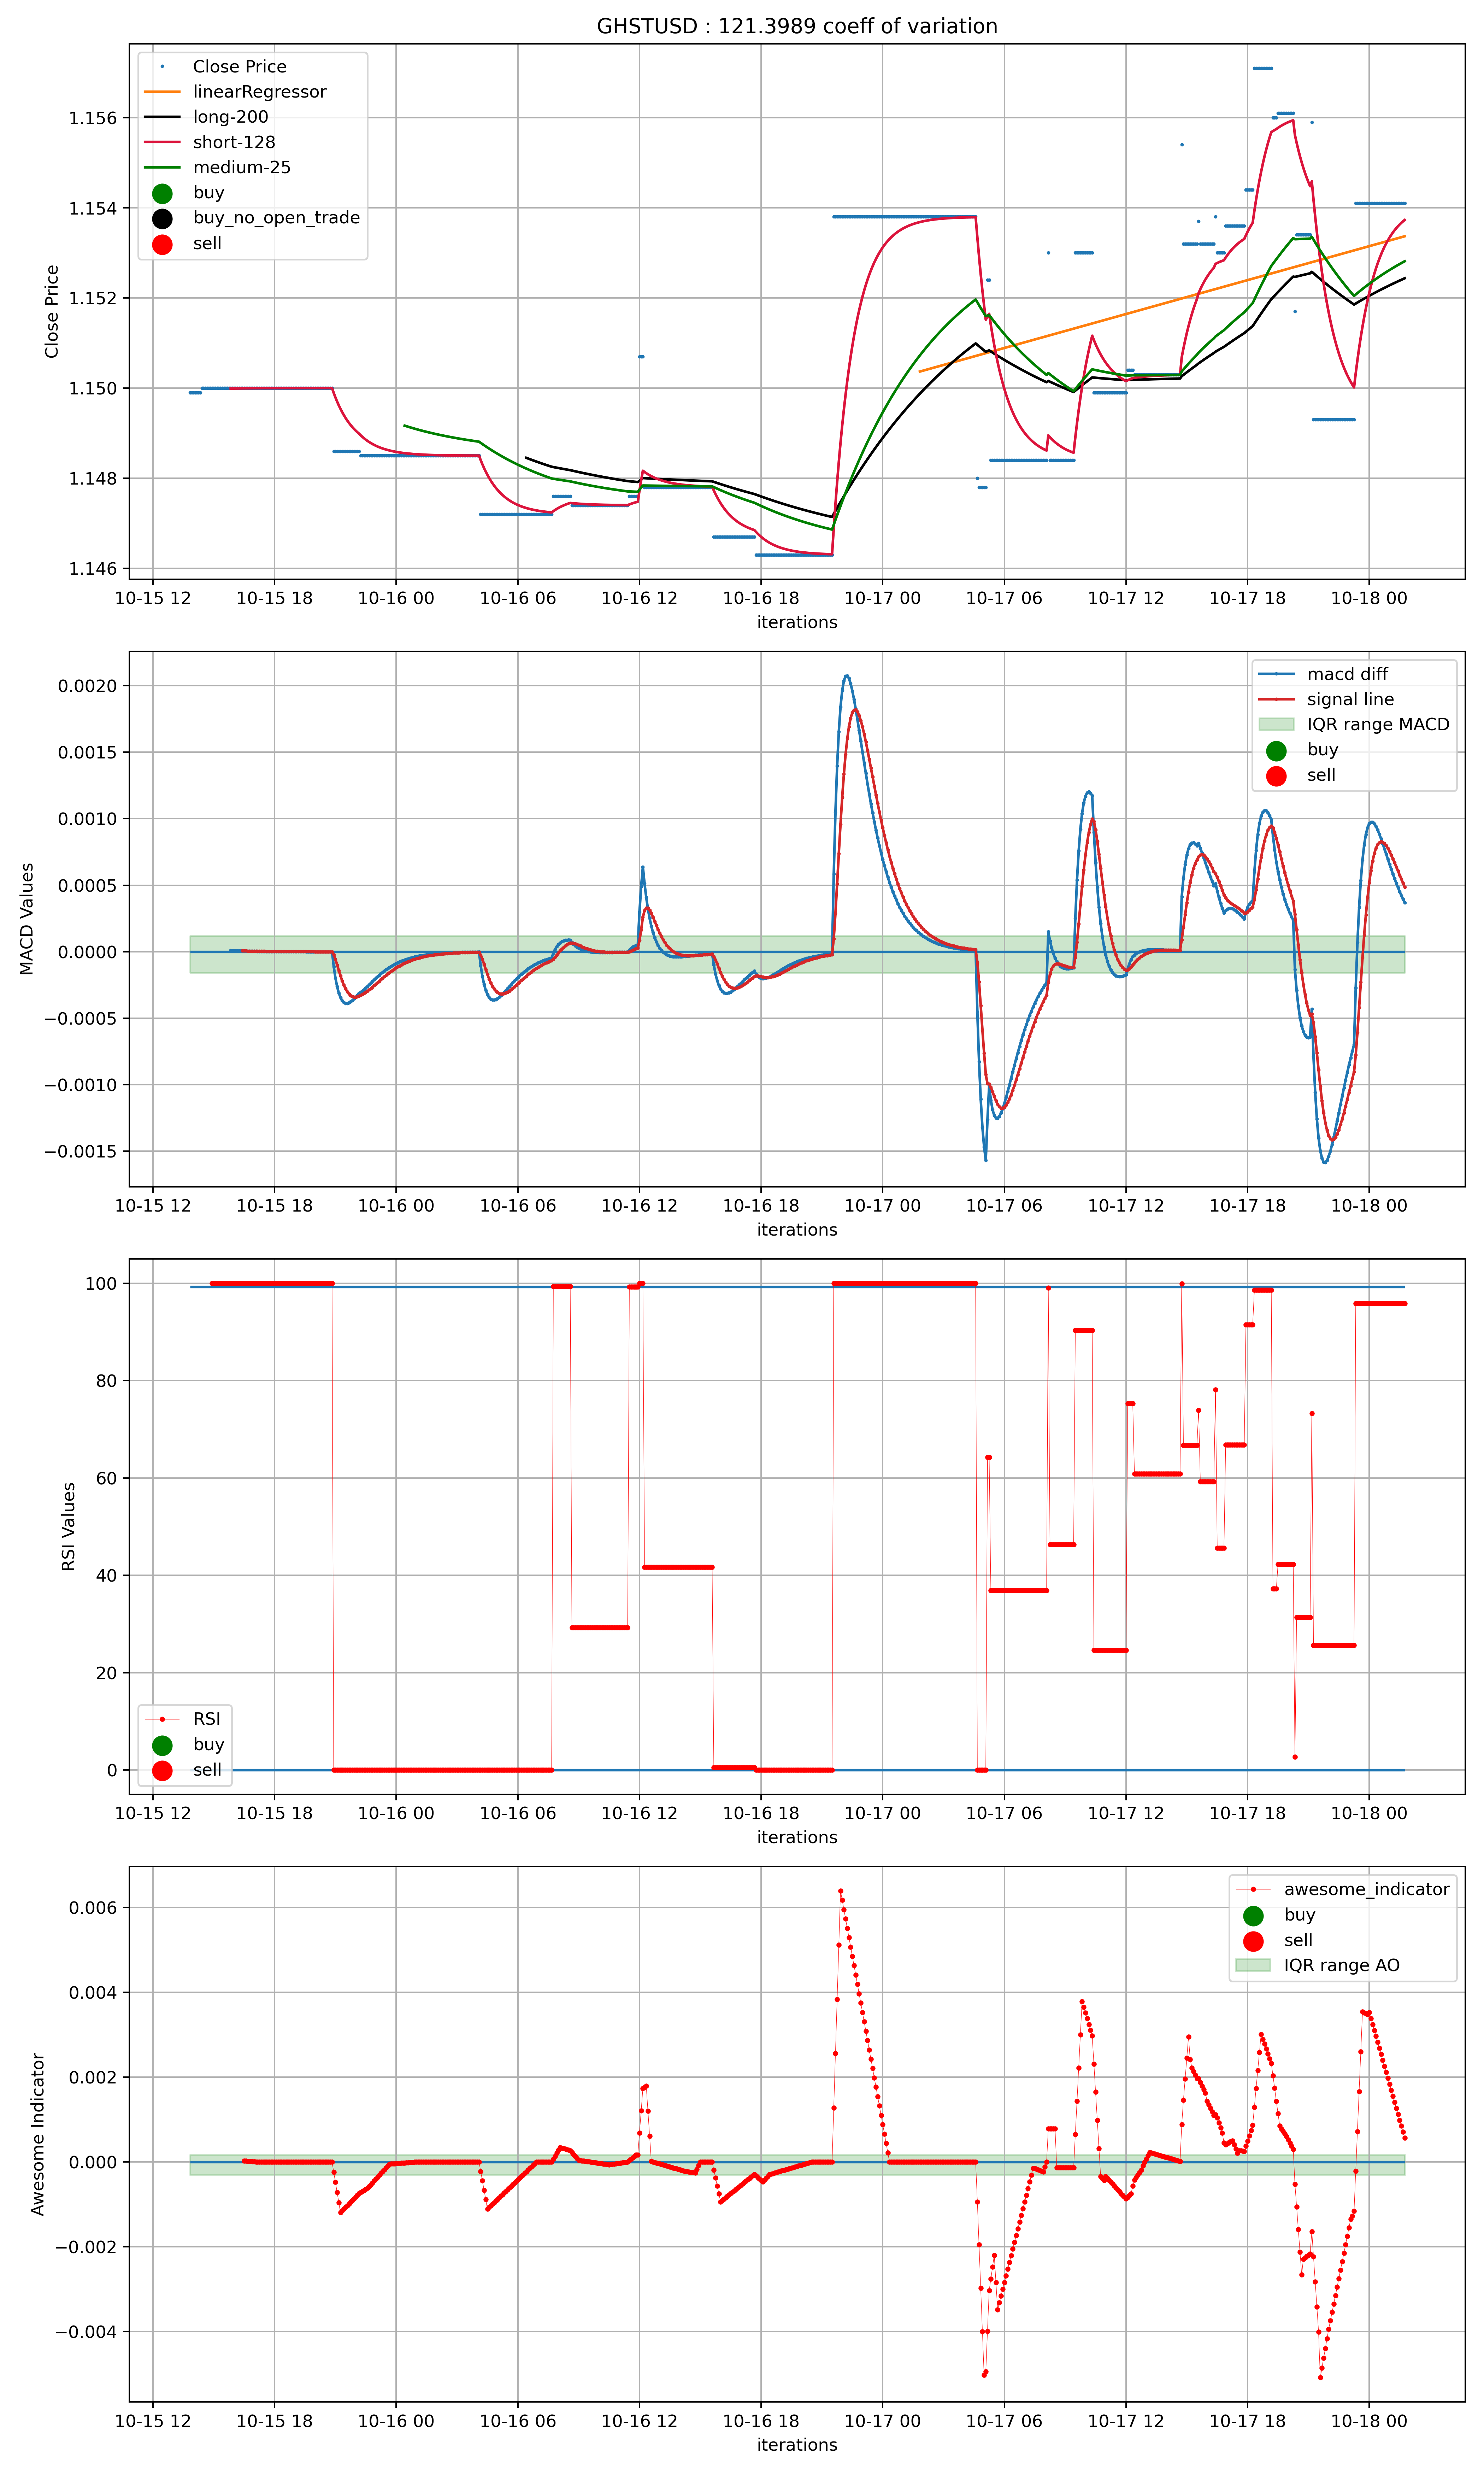 GHSTUSD : 121.3989 coeff of variation
Close Price
linearRegressor
long-200
short-128
medium-25
buy
buy_no_open_trade
sell
Close Price
1.156
1.154
1.152
1.150
1.148
1.146
10-15 12 10-15 18 10-16 00 10-16 06 10-16 12 10-16 18 10-17 00 10-17 06 10-17 12 10-17 18 10-18 00
iterations
macd diff
signal line
IQR range MACD
buy
sell
MACD Values
0.0020
0.0015
0.0010
0.0005
0.0000
−0.0005
−0.0010
−0.0015
10-15 12 10-15 18 10-16 00 10-16 06 10-16 12 10-16 18 10-17 00 10-17 06 10-17 12 10-17 18 10-18 00
iterations
RSI Values
100
80
60
40
20
0
RSI
buy
sell
10-15 12 10-15 18 10-16 00 10-16 06 10-16 12 10-16 18 10-17 00 10-17 06 10-17 12 10-17 18 10-18 00
iterations
awesome_indicator
buy
sell
IQR range AO
Awesome Indicator
0.006
0.004
0.002
0.000
−0.002
−0.004
10-15 12 10-15 18 10-16 00 10-16 06 10-16 12 10-16 18 10-17 00 10-17 06 10-17 12 10-17 18 10-18 00
iterations